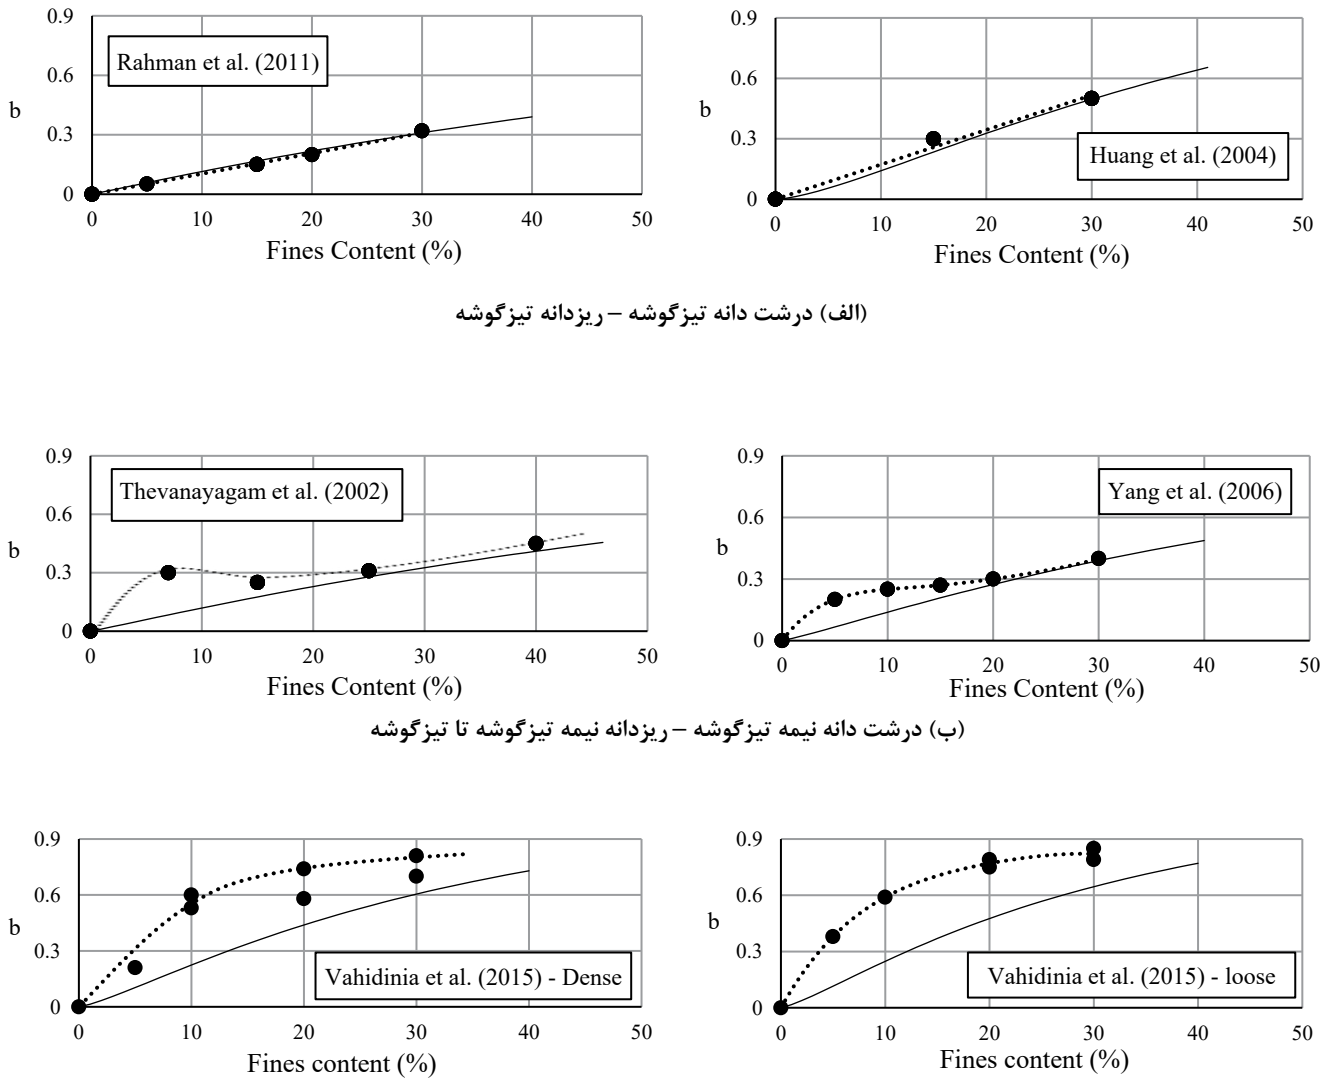 0.9
0.6
0.3
0
b
Rahman et al. (2011)
0 10 20 30 40 50
Fines Content (%)
0.9
0.6
0.3
0
b
Huang et al. (2004)
0 10 20 30 40 50
Fines Content (%)
(الف) درشت دانه تیزگوشه – ریزدانه تیزگوشه
0.9
0.6
0.3
0
b
Thevanayagam et al. (2002)
0 10 20 30 40 50
Fines Content (%)
0.9
0.6
0.3
0
b
Yang et al. (2006)
0 10 20 30 40 50
Fines Content (%)
(ب) درشت دانه نیمه تیزگوشه – ریزدانه نیمه تیزگوشه تا تیزگوشه
0.9
0.6
0.3
0
b
Vahidinia et al. (2015) - Dense
0 10 20 30 40 50
Fines content (%)
0.9
0.6
0.3
0
b
Vahidinia et al. (2015) - loose
0 10 20 30 40 50
Fines content (%)